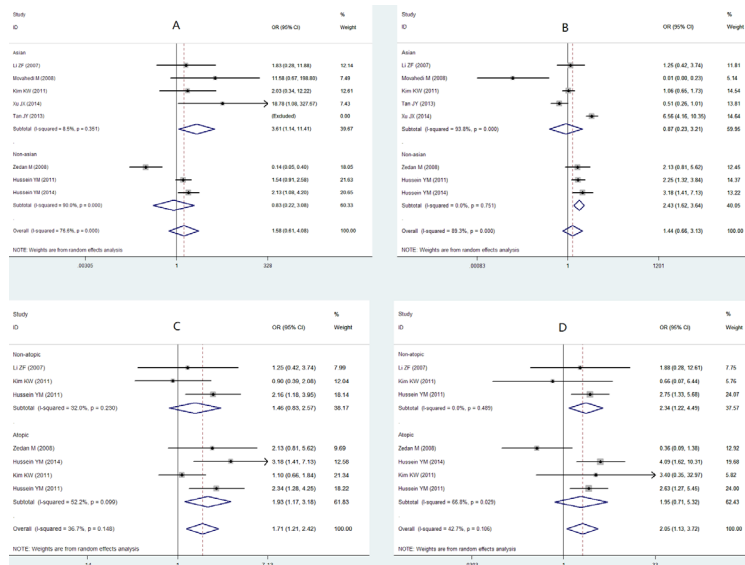 A
Study
%
ID OR (95% CI) Weight
Asian
Li ZF (2007) 1.83 (0.28, 11.88) 12.14
Movahedi M (2008) 11.58 (0.67, 198.80) 7.49
Kim KW (2011) 2.03 (0.34, 12.22) 12.61
Xu JX (2014) 18.78 (1.08, 327.67) 7.43
Tan JY (2013) (Excluded) 0.00
Subtotal (I-squared = 8.6%, p = 0.351) 3.61 (1.14, 11.41) 39.67
Non-asian
Zedan M (2008) 0.14 (0.05, 0.40) 18.05
Hussein YM (2011) 1.54 (0.91, 2.58) 21.63
Hussein YM (2014) 2.13 (1.08, 4.20) 20.65
Subtotal (I-squared = 90.0%, p = 0.000) 0.83 (0.22, 3.08) 60.33
Overall (I-squared = 76.6%, p = 0.000) 1.58 (0.61, 4.08) 100.00
NOTE: Weights are from random effects analysis
.00305 1 328
B
Study
%
ID OR (95% CI) Weight
Asian
Li ZF (2007) 1.25 (0.42, 3.74) 11.81
Movahedi M (2008) 0.01 (0.00, 0.23) 5.14
Kim KW (2011) 1.06 (0.65, 1.73) 14.54
Tan JY (2013) 0.51 (0.26, 1.01) 13.81
Xu JX (2014) 6.56 (4.16, 10.35) 14.64
Subtotal (I-squared = 93.8%, p = 0.000) 0.87 (0.23, 3.21) 59.95
Non-asian
Zedan M (2008) 2.13 (0.81, 5.62) 12.45
Hussein YM (2011) 2.25 (1.32, 3.84) 14.37
Hussein YM (2014) 3.18 (1.41, 7.13) 13.22
Subtotal (I-squared = 0.0%, p = 0.751) 2.43 (1.62, 3.64) 40.05
Overall (I-squared = 89.3%, p = 0.000) 1.44 (0.66, 3.13) 100.00
NOTE: Weights are from random effects analysis
.00083 1 1201
C
Study
%
ID OR (95% CI) Weight
Non-atopic
Li ZF (2007) 1.25 (0.42, 3.74) 7.99
Kim KW (2011) 0.90 (0.39, 2.08) 12.04
Hussein YM (2011) 2.16 (1.18, 3.95) 18.14
Subtotal (I-squared = 32.0%, p = 0.230) 1.46 (0.83, 2.57) 38.17
Atopic
Zedan M (2008) 2.13 (0.81, 5.62) 9.69
Hussein YM (2014) 3.18 (1.41, 7.13) 12.58
Kim KW (2011) 1.10 (0.66, 1.84) 21.34
Hussein YM (2011) 2.34 (1.28, 4.25) 18.22
Subtotal (I-squared = 52.2%, p = 0.099) 1.93 (1.17, 3.18) 61.83
Overall (I-squared = 36.7%, p = 0.148) 1.71 (1.21, 2.42) 100.00
NOTE: Weights are from random effects analysis
D
Study
%
ID OR (95% CI) Weight
Non-atopic
Li ZF (2007) 1.88 (0.28, 12.61) 7.75
Kim KW (2011) 0.66 (0.07, 6.44) 5.76
Hussein YM (2011) 2.75 (1.33, 5.68) 24.07
Subtotal (I-squared = 0.0%, p = 0.485) 2.34 (1.22, 4.49) 37.57
Atopic
Zedan M (2008) 0.36 (0.09, 1.38) 12.92
Hussein YM (2014) 4.09 (1.62, 10.31) 19.68
Kim KW (2011) 3.40 (0.35, 32.97) 5.82
Hussein YM (2011) 2.63 (1.27, 5.45) 24.00
Subtotal (I-squared = 66.8%, p = 0.029) 1.95 (0.71, 5.32) 62.43
Overall (I-squared = 42.7%, p = 0.106) 2.05 (1.13, 3.72) 100.00
NOTE: Weights are from random effects analysis